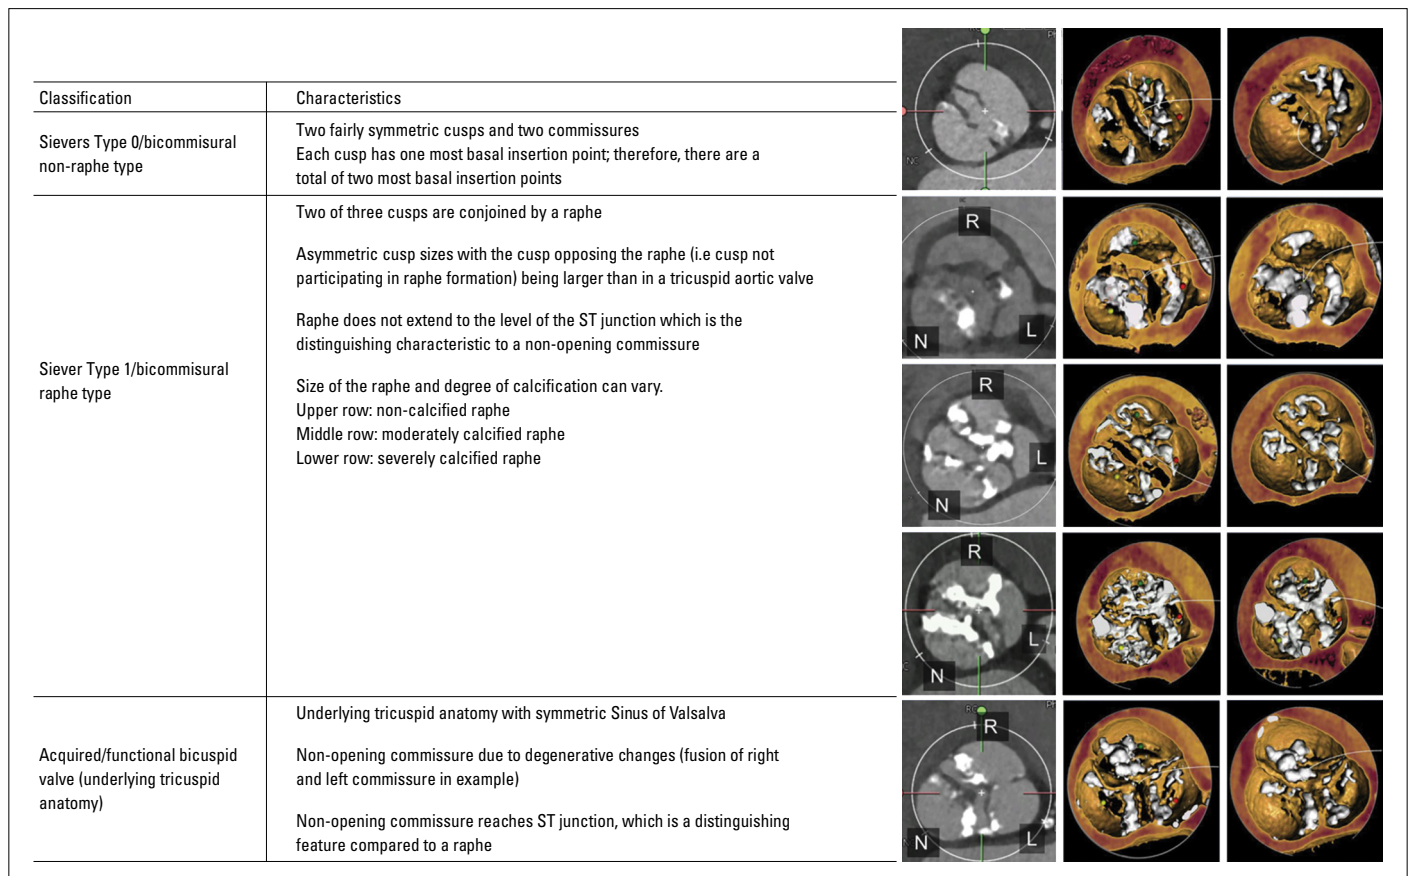 Classification
Characteristics
Sievers Type 0/bicommisural
non-raphe type
Two fairly symmetric cusps and two commissures
Each cusp has one most basal insertion point; therefore, there are a
total of two most basal insertion points
NC
Siever Type 1/bicommisural
raphe type
Two of three cusps are conjoined by a raphe
Asymmetric cusp sizes with the cusp opposing the raphe (i.e cusp not
participating in raphe formation) being larger than in a tricuspid aortic valve
Raphe does not extend to the level of the ST junction which is the
distinguishing characteristic to a non-opening commissure
Size of the raphe and degree of calcification can vary.
Upper row: non-calcified raphe
Middle row: moderately calcified raphe
Lower row: severely calcified raphe
R
N
L
R
L
N
R
L
N
Acquired/functional bicuspid
valve (underlying tricuspid
anatomy)
Underlying tricuspid anatomy with symmetric Sinus of Valsalva
Non-opening commissure due to degenerative changes (fusion of right
and left commissure in example)
Non-opening commissure reaches ST junction, which is a distinguishing
feature compared to a raphe
R
N
L